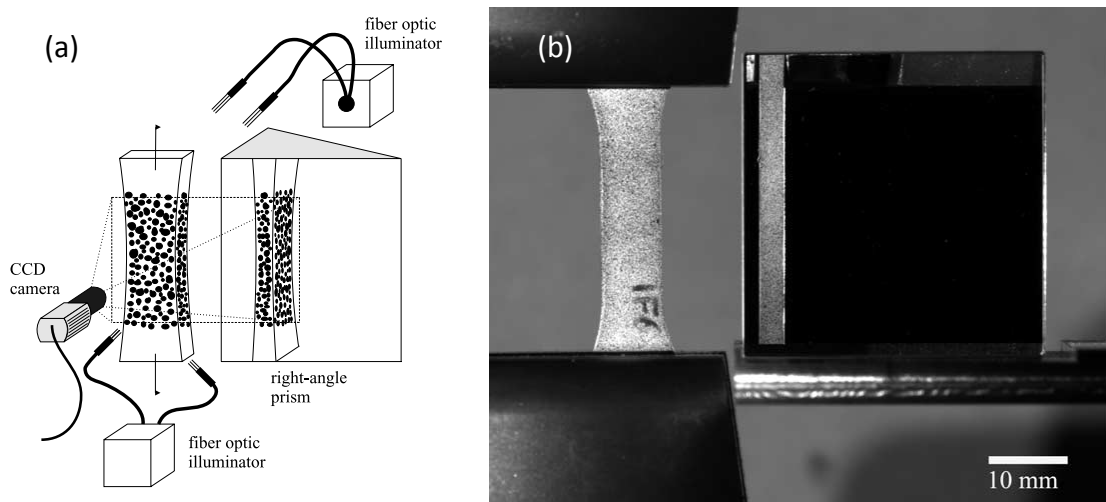 (a)
fiber optic
illuminator
CCD
camera
right-angle
prism
fiber optic
illuminator
(b)
10 mm